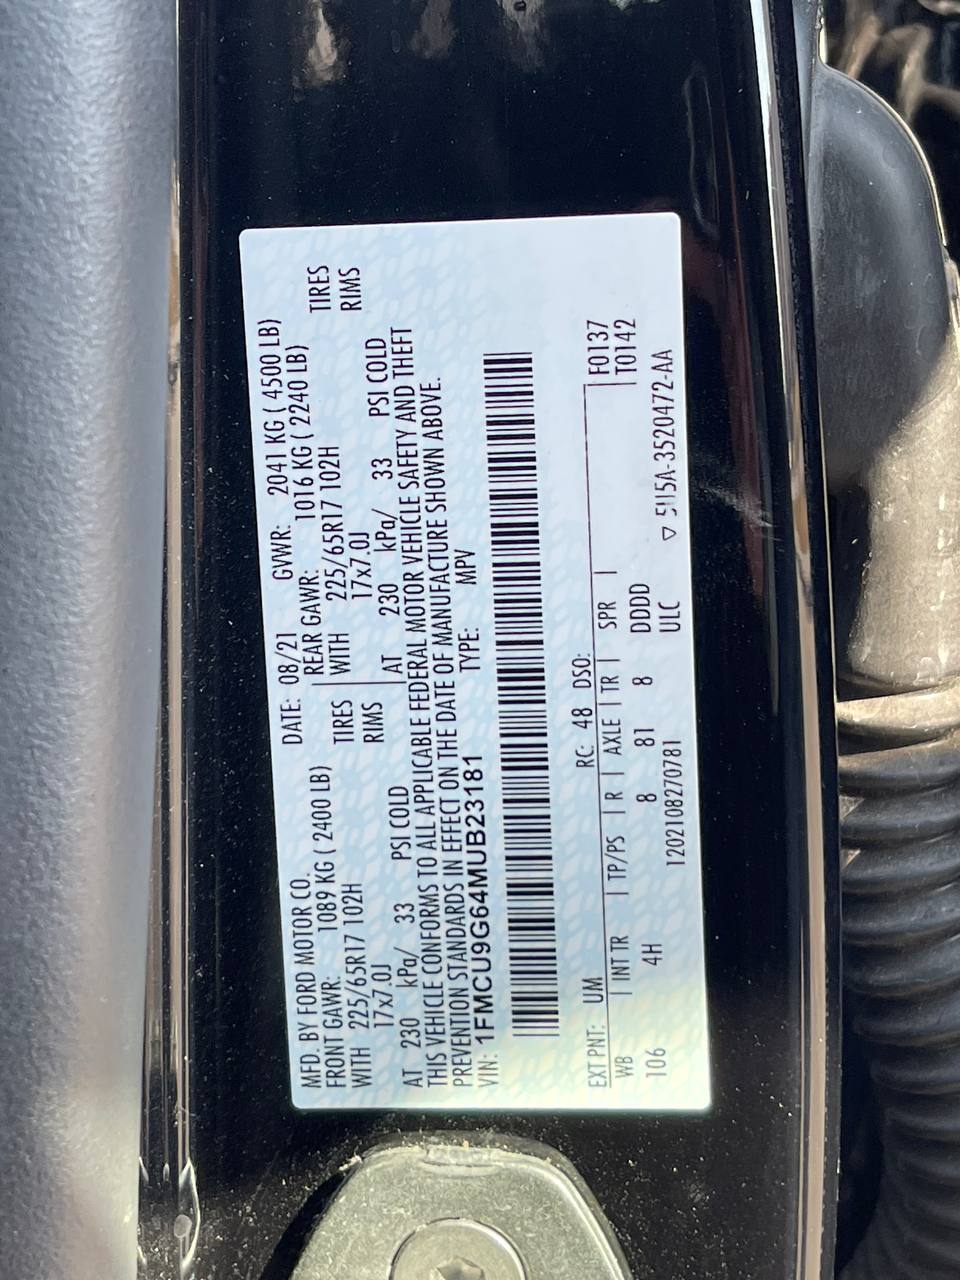 MFD. BY FORD MOTOR CO. DATE: 08/21 GVWR: 2041 KG ( 4500 LB)
FRONT GAWR: 1089 KG ( 2400 LB) REAR GAWR: 1016 KG ( 2240 LB)
WITH 225/65R17 102H TIRES WITH 225/65R17 102H TIRES
17x7.0J RIMS 17x7.0J RIMS
AT 230 kPa/ 33 PSI COLD AT 230 kPa/ 33 PSI COLD
THIS VEHICLE CONFORMS TO ALL APPLICABLE FEDERAL MOTOR VEHICLE SAFETY AND THEFT
PREVENTION STANDARDS IN EFFECT ON THE DATE OF MANUFACTURE SHOWN ABOVE.
VIN: 1FMCU9G64MUB23181 TYPE: MPV
EXT PNT: UM RC: 48 DSO: F0137
WB | INT TR | TP/PS | R | AXLE | TR | SPR | T0142
106 4H 8 81 8 DDDD
1202108270781 ULC ▽ -3520472-AA